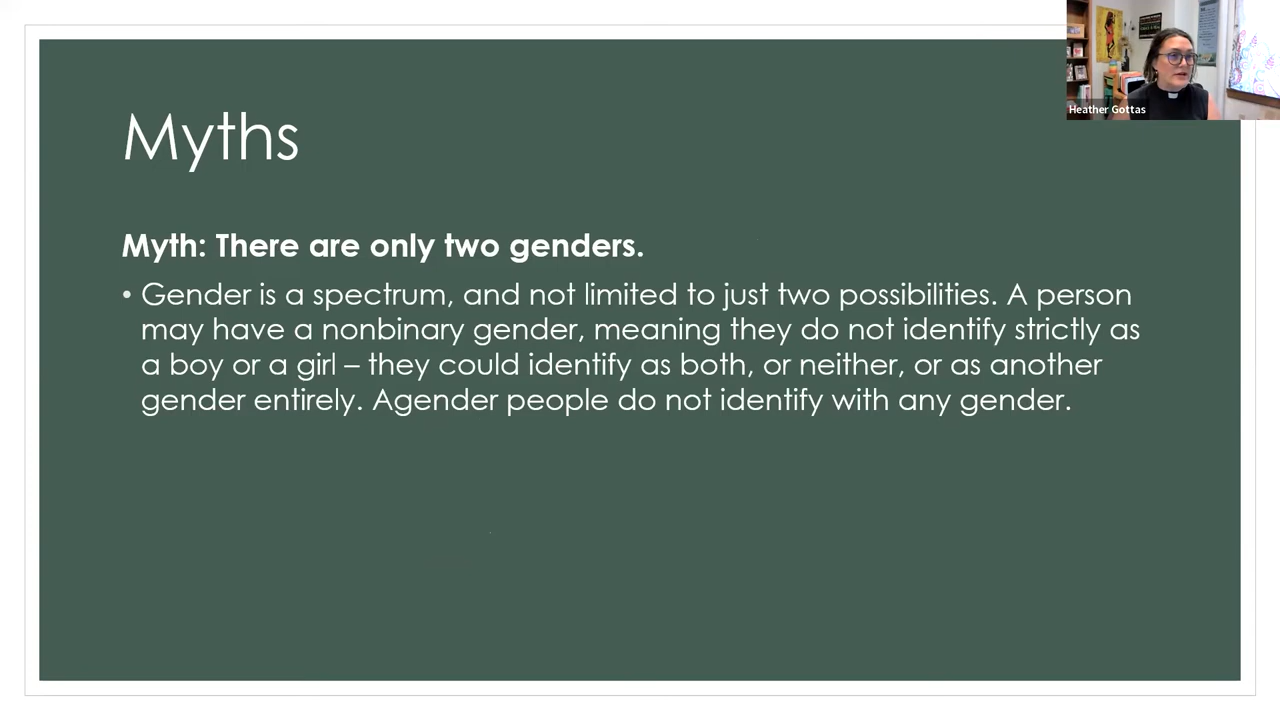 Myths
Heather Gottas
Myth: There are only two genders.
• Gender is a spectrum, and not limited to just two possibilities. A person
may have a nonbinary gender, meaning they do not identify strictly as
a boy or a girl – they could identify as both, or neither, or as another
gender entirely. Agender people do not identify with any gender.